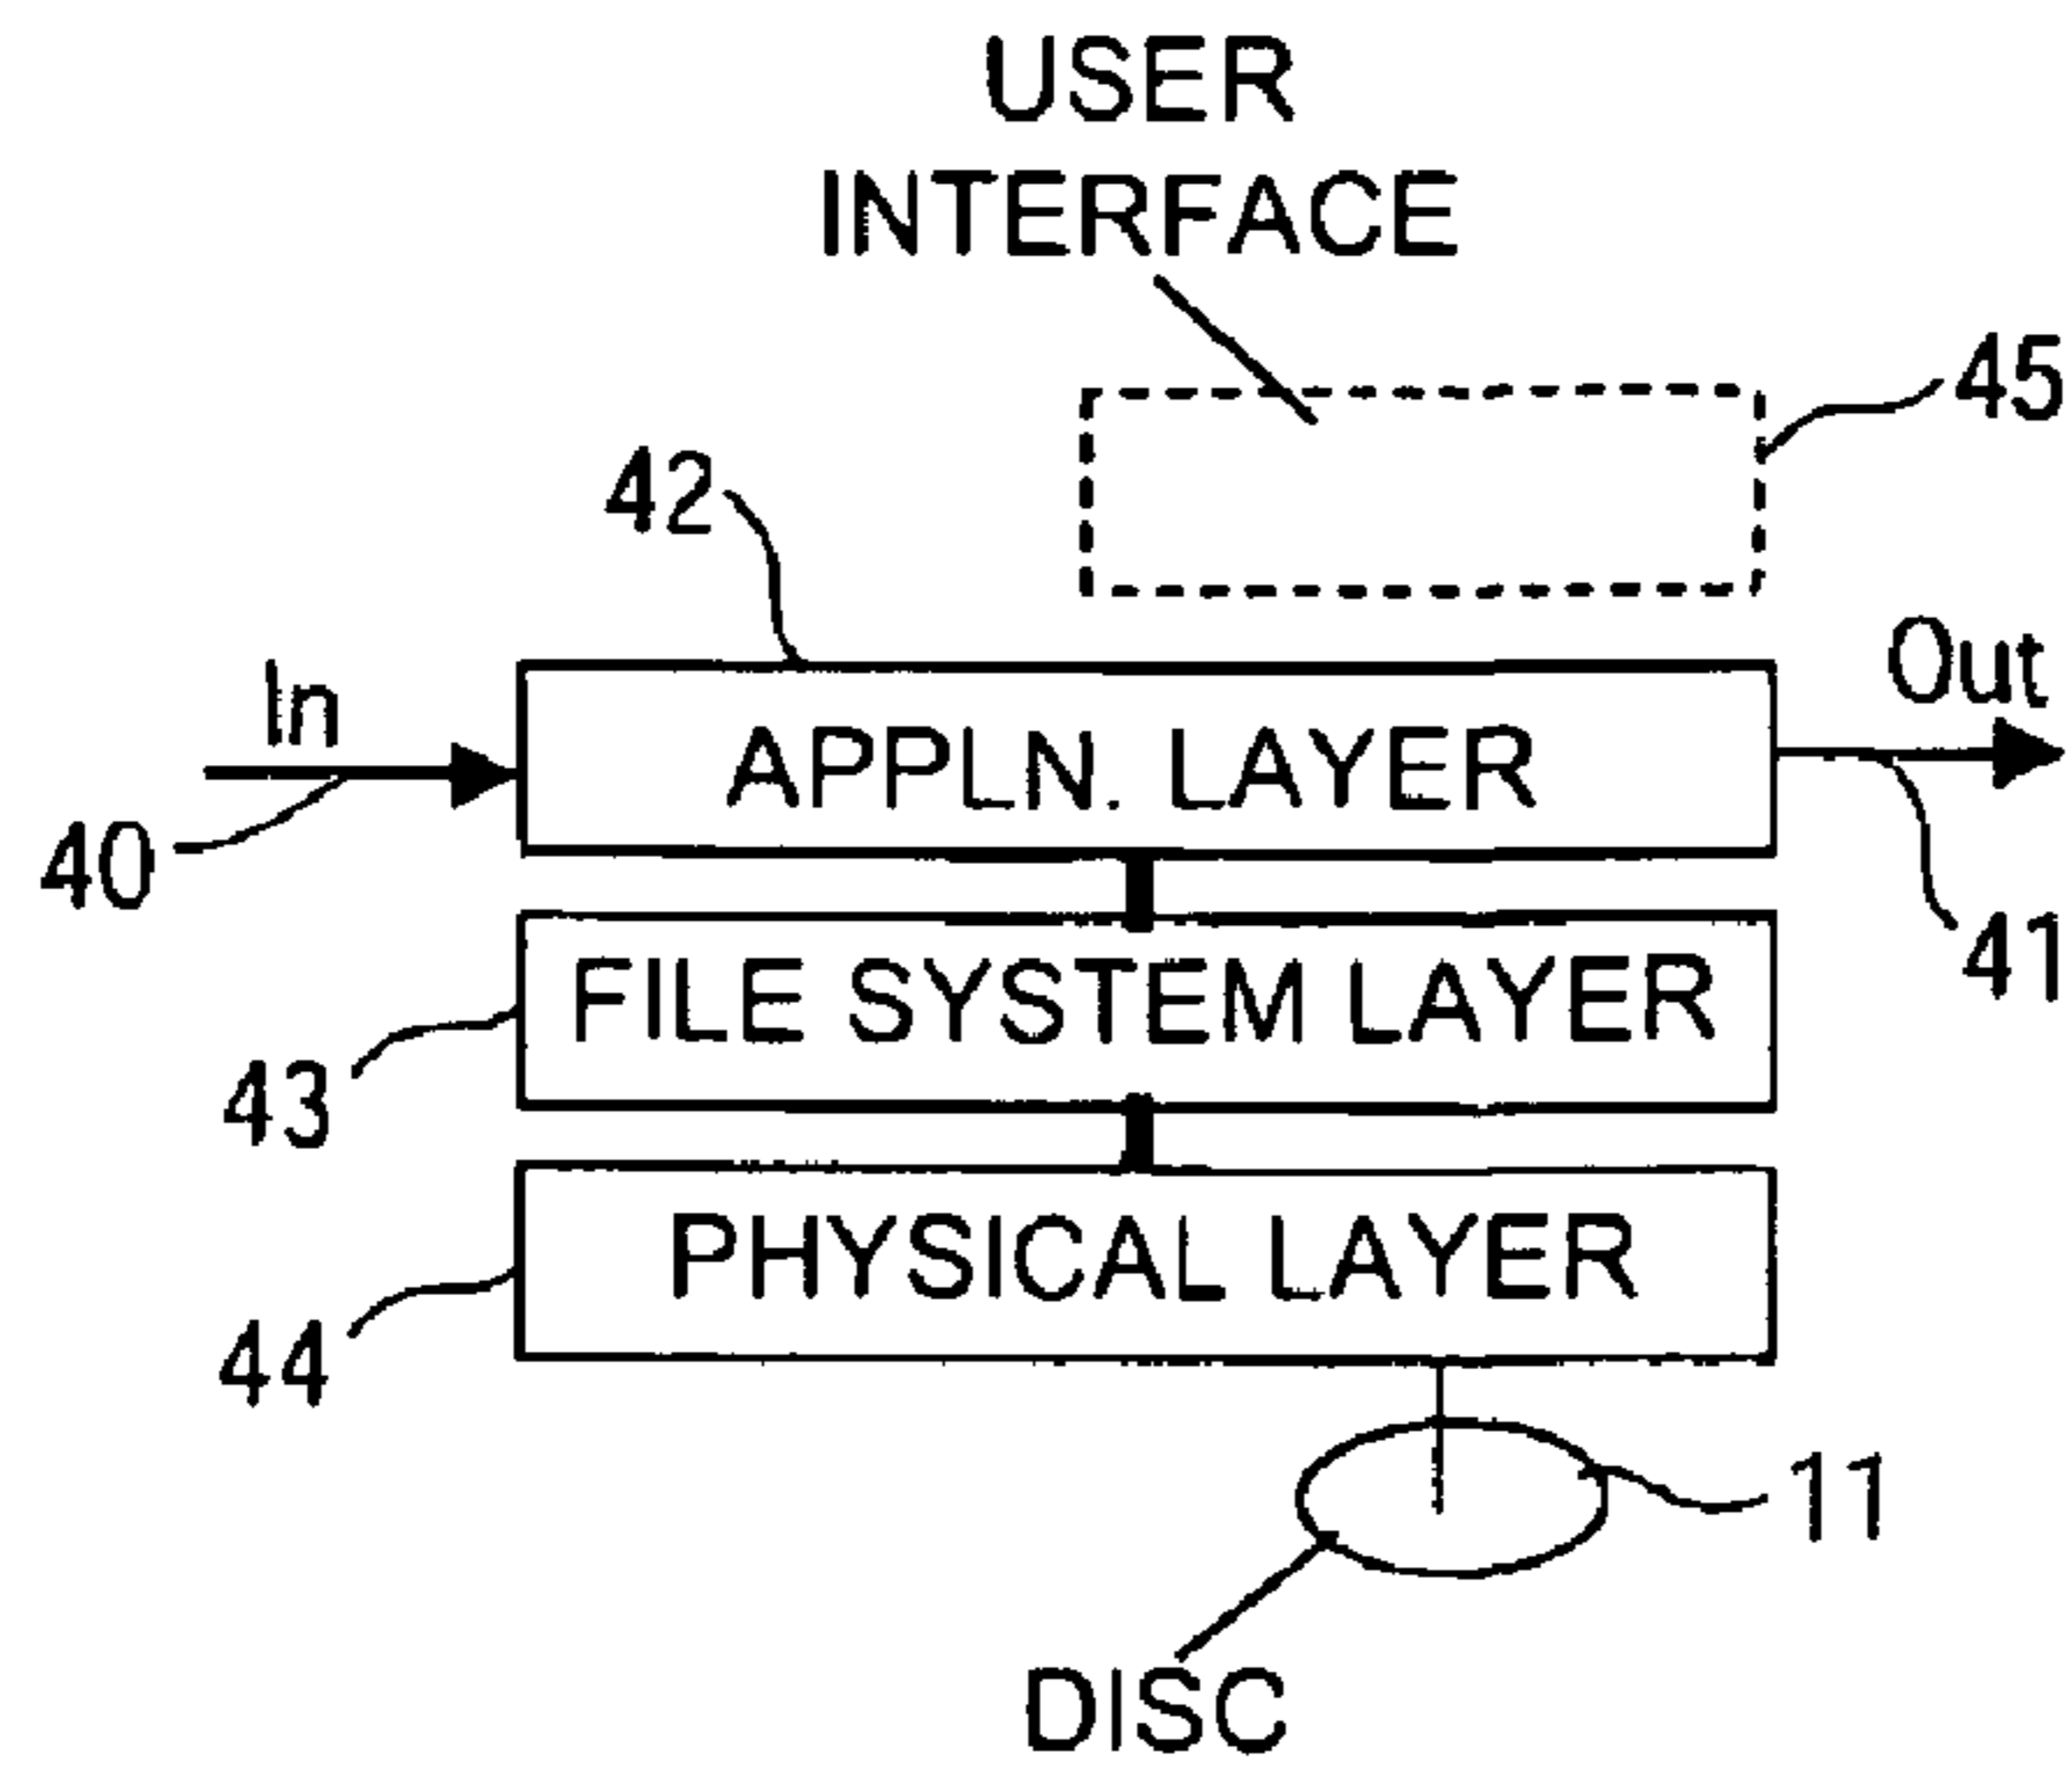 USER
INTERFACE
45
42
In
Out
APPLN. LAYER
40
41
FILE SYSTEM LAYER
43
PHYSICAL LAYER
44
11
DISC